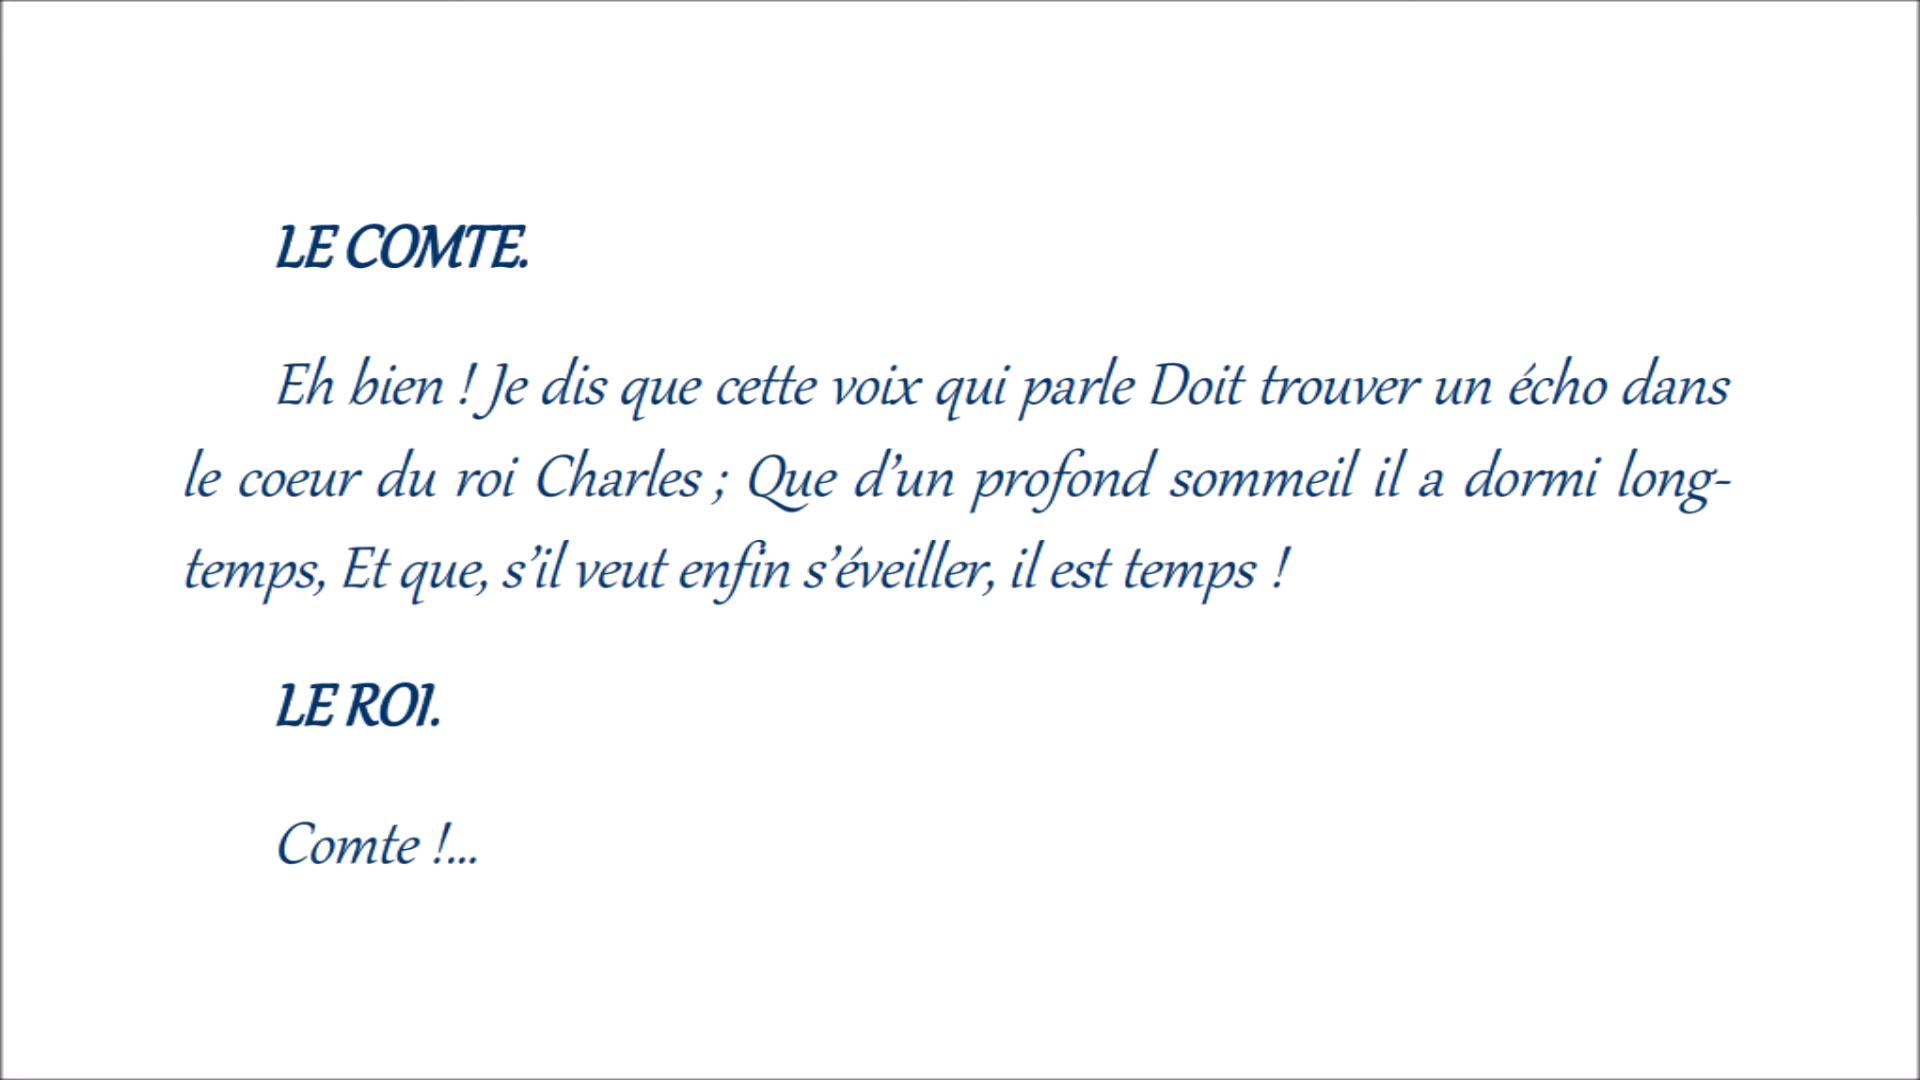 LE COMTE.
Eh bien ! Je dis que cette voix qui parle Doit trouver un écho dans
le coeur du roi Charles ; Que d’un profond sommeil il a dormi long-
temps, Et que, s’il veut enfin s’éveiller, il est temps !
LE ROI.
Comte !...